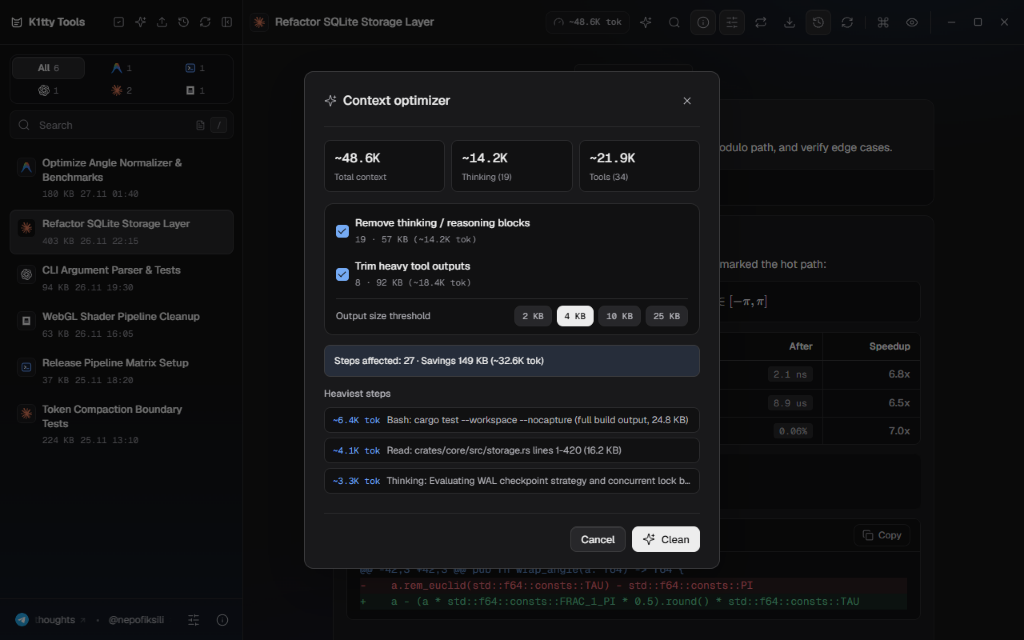 K1tty Tools
Refactor SQLite Storage Layer
~48.6K tok
All 6
1
1
1
2
1
Search
/
Optimize Angle Normalizer &
Benchmarks
180 KB 27.11 01:40
Refactor SQLite Storage Layer
403 KB 26.11 22:15
CLI Argument Parser & Tests
94 KB 26.11 19:30
WebGL Shader Pipeline Cleanup
63 KB 26.11 16:05
Release Pipeline Matrix Setup
37 KB 25.11 18:20
Token Compaction Boundary
Tests
224 KB 25.11 13:10
@nepofiksili
Context optimizer
~48.6K
Total context
~14.2K
Thinking (19)
~21.9K
Tools (34)
Remove thinking / reasoning blocks
19 · 57 KB (~14.2K tok)
Trim heavy tool outputs
8 · 92 KB (~18.4K tok)
Output size threshold
2 KB
4 KB
10 KB
25 KB
Steps affected: 27 · Savings 149 KB (~32.6K tok)
Heaviest steps
~6.4K tok Bash: cargo test --workspace --nocapture (full build output, 24.8 KB)
~4.1K tok Read: crates/core/src/storage.rs lines 1-420 (16.2 KB)
~3.3K tok Thinking: Evaluating WAL checkpoint strategy and concurrent lock b...
Cancel
Clean
path, and verify edge cases.
marked the hot path:
∈ [−π, π]
After Speedup
2.1 ns 6.8x
8.9 us 6.5x
0.06% 7.0x
Copy
- a.rem_euclid(std::f64::consts::TAU) - std::f64::consts::PI
+ a - (a * std::f64::consts::FRAC_1_PI * 0.5).round() * std::f64::consts::TAU